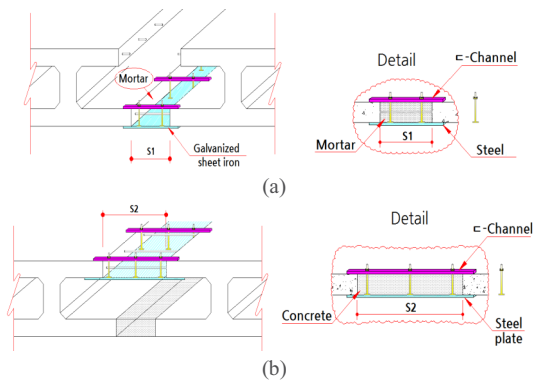 Detail
ㄷ-Channel
Mortar
S1
Mortar
Steel
S1
Galvanized
sheet iron
(a)
S2
Detail
ㄷ-Channel
Concrete
S2
Steel
plate
(b)